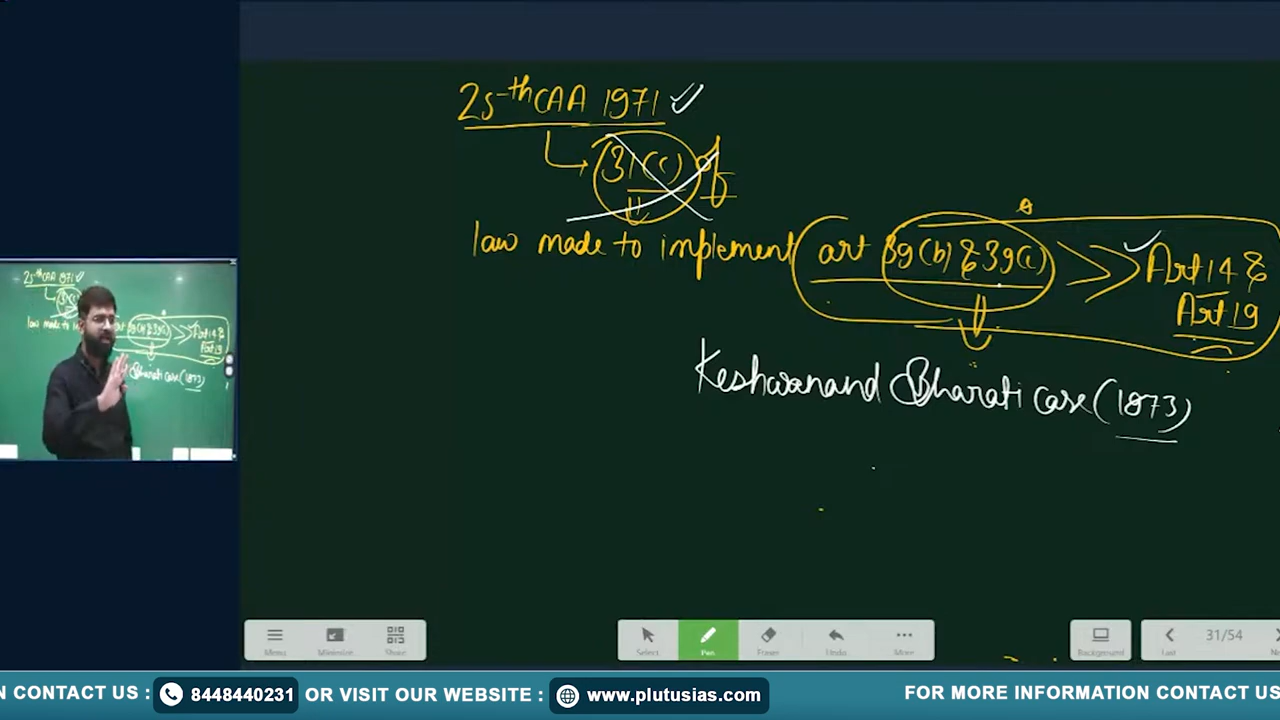 25th CAA 1971
31(c) of
law made to implement art 39(b) & 39(c) >> Art 14 &
Art 19
Keshwanand Bharati case (1873)
Menu
Minimize
Share
Select
Pen
Eraser
Undo
More
Background
Last
31/54
N CONTACT US : 8448440231 OR VISIT OUR WEBSITE : www.plutusias.com FOR MORE INFORMATION CONTACT US